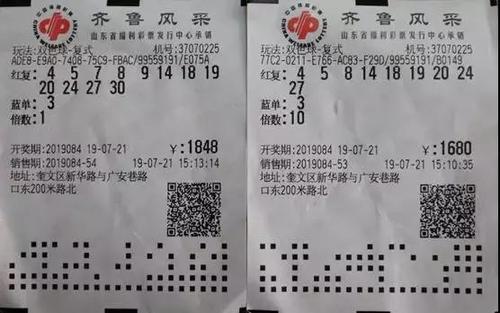 齐鲁风采
山东省福利彩票发行中心承销
玩法:双色球-复式 机号:37070225
ADE8-E9A0-7408-75C9-FBAC/99559191/E075A
红复: 4 5 7 8 9 14 18 19
20 24 27 30
蓝单: 3
倍数: 1
开奖期:2019084 19-07-21 ¥:1848
销售期:2019084-54 19-07-21 15:13:14
地址:奎文区新华路与广安巷路
口东200米路北
齐鲁风采
山东省福利彩票发行中心承销
玩法:双色球-复式 机号:37070225
77C2-0211-E766-AC83-F29D/99559191/B0149
红复: 4 5 8 14 18 19 20 24
27
蓝单: 3
倍数: 10
开奖期:2019084 19-07-21 ¥:1680
销售期:2019084-53 19-07-21 15:10:35
地址:奎文区新华路与广安巷路
口东200米路北